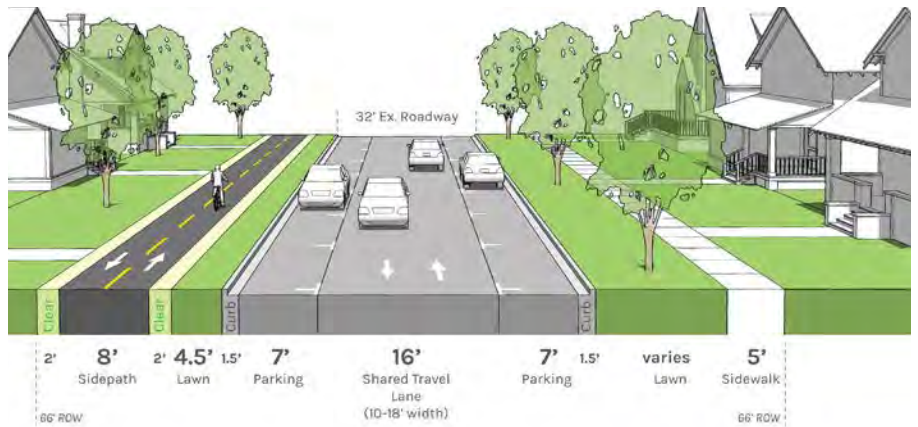 32' Ex. Roadway
Clear
Clear
Curb
Curb
2' 8' 2' 4.5' 1.5' 7' 16' 7' 1.5' varies 5'
Sidepath Lawn Parking Shared Travel Parking Lawn Sidewalk
Lane
(10-18' width)
66' ROW 66' ROW